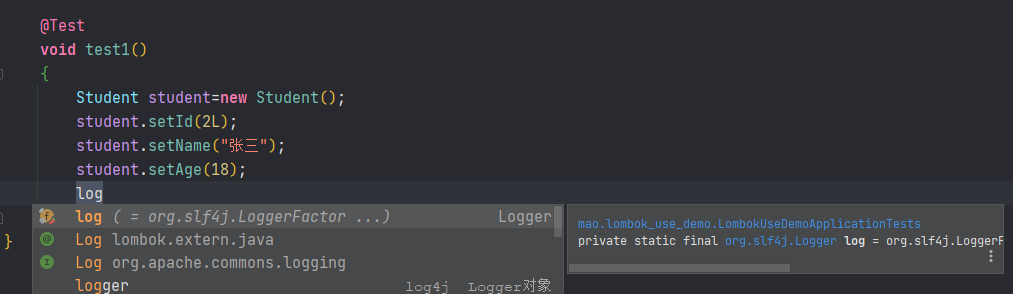 @Test
void test1()
{
Student student=new Student();
student.setId(2L);
student.setName("张三");
student.setAge(18);
log
log ( = org.slf4j.LoggerFactor ...) Logger
Log lombok.extern.java
Log org.apache.commons.logging
logger log4j Logger对象
}
mao.lombok_use_demo.LombokUseDemoApplicationTests
private static final org.slf4j.Logger log = org.slf4j.LoggerF